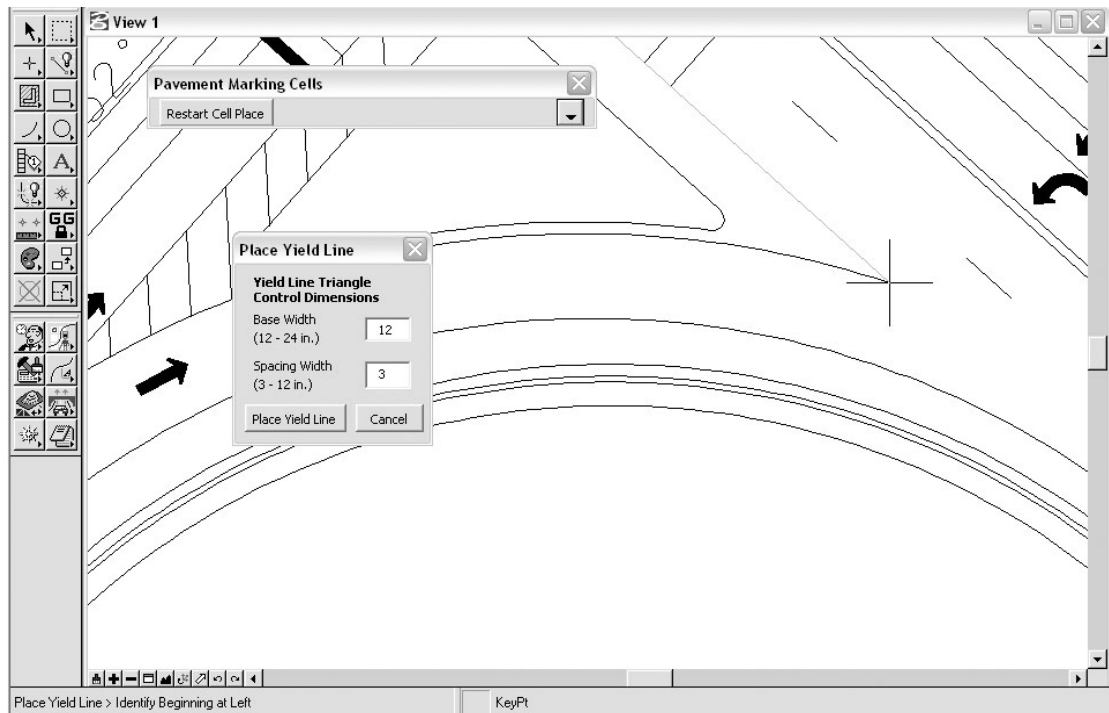 View 1
Pavement Marking Cells
Restart Cell Place
Place Yield Line
Yield Line Triangle
Control Dimensions
Base Width
(12 - 24 in.)
12
Spacing Width
(3 - 12 in.)
3
Place Yield Line
Cancel
A
1
GG
Place Yield Line > Identify Beginning at Left
KeyPt